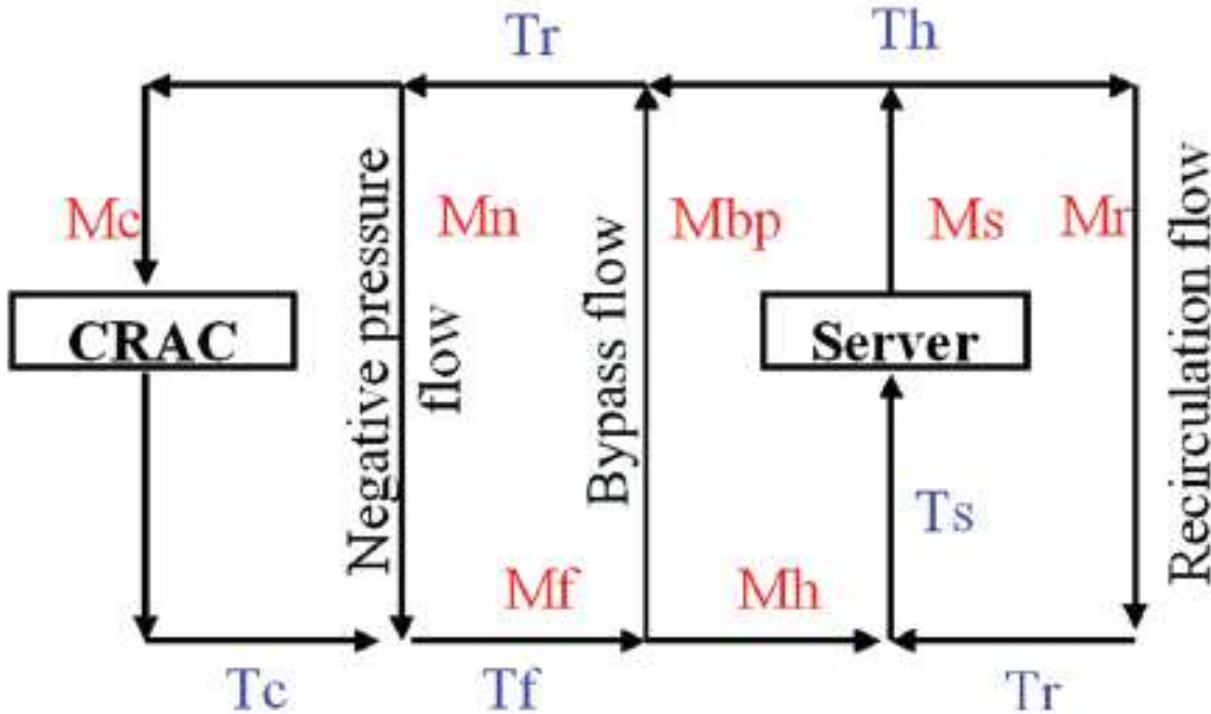 Tr
Th
Mc
Mn
Mbp
Ms
Mr
Negative pressure
flow
Bypass flow
Recirculation flow
CRAC
Server
Ts
Mf
Mh
Tc
Tf
Tr